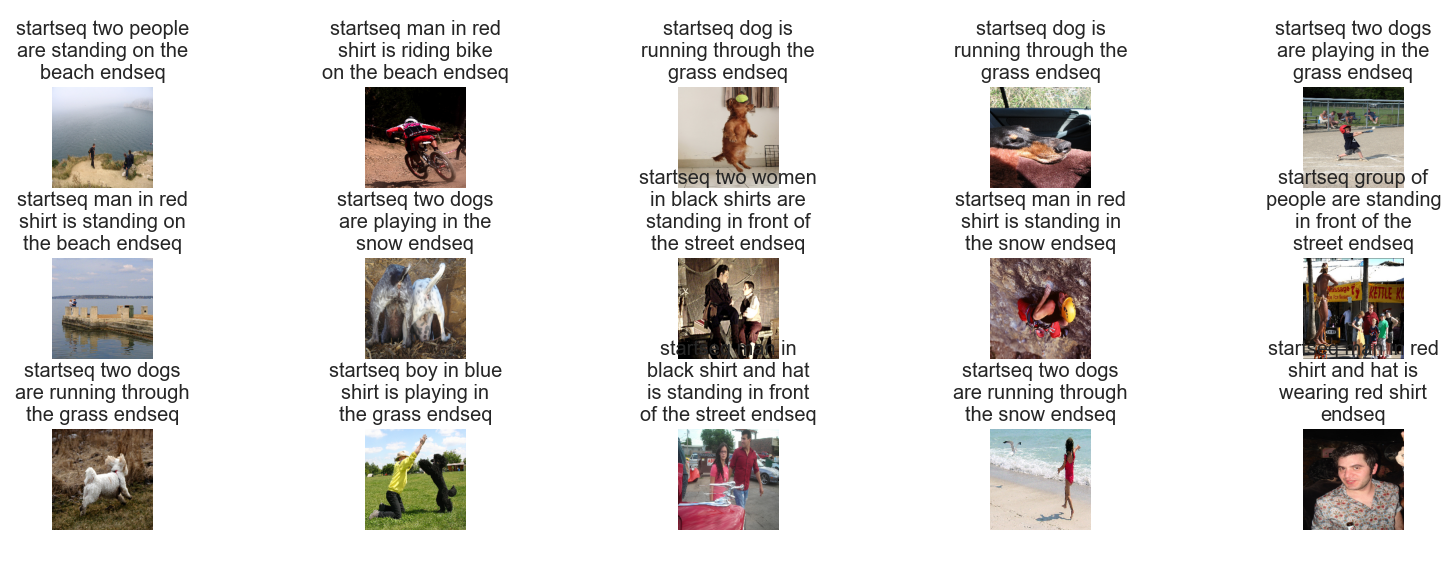 startseq two people
are standing on the
beach endseq
startseq man in red
shirt is riding bike
on the beach endseq
startseq dog is
running through the
grass endseq
startseq dog is
running through the
grass endseq
startseq two dogs
are playing in the
grass endseq
startseq man in red
shirt is standing on
the beach endseq
startseq two dogs
are playing in the
snow endseq
startseq two women
in black shirts are
standing in front of
the street endseq
startseq man in red
shirt is standing in
the snow endseq
startseq group of
people are standing
in front of the
street endseq
KETTLE
startseq two dogs
are running through
the grass endseq
startseq boy in blue
shirt is playing in
the grass endseq
in
black shirt and hat
is standing in front
of the street endseq
startseq two dogs
are running through
the snow endseq
startseq man in red
shirt and hat is
wearing red shirt
endseq